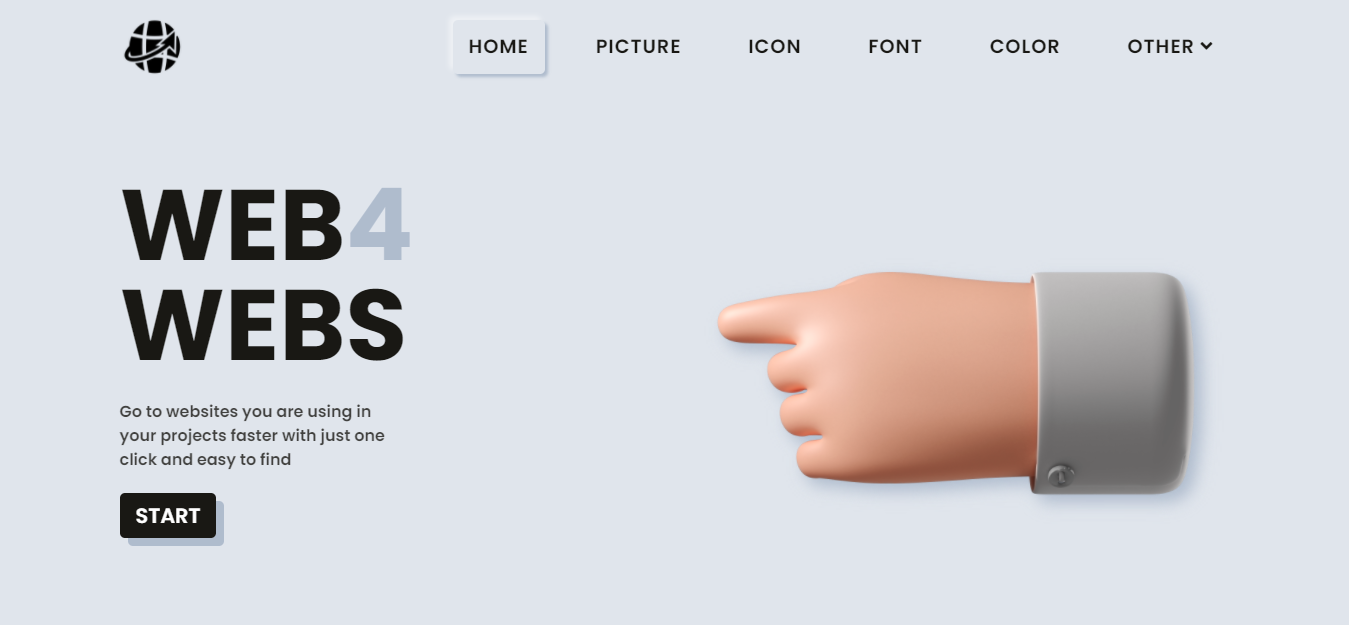 HOME PICTURE ICON FONT COLOR OTHER
WEB4
WEBS
Go to websites you are using in
your projects faster with just one
click and easy to find
START